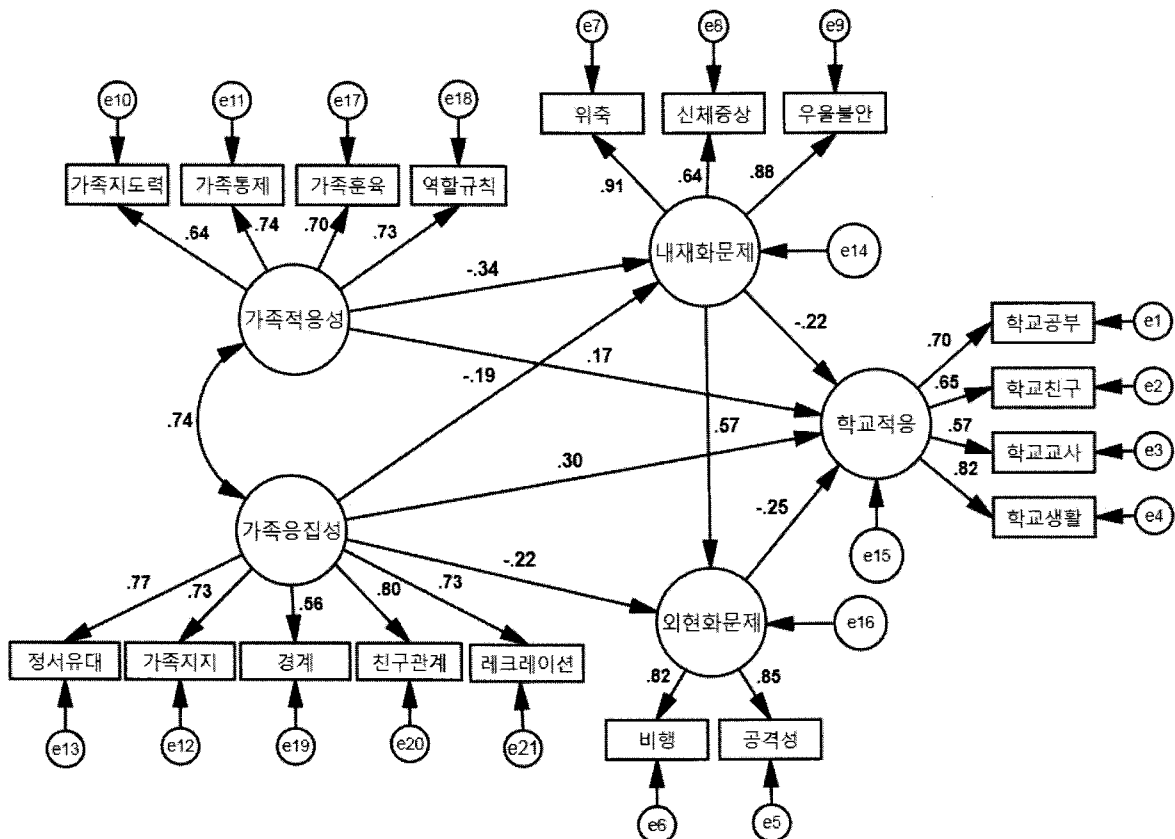 e7 e8 e9
e10 e11 e17 e18
위축 신체증상 우울불안
가족지도력 가족통제 가족훈육 역할규칙
.91 .64 .88
.64 .74 .70 .73
내재화문제 e14
-.34
가족적응성
-.22
학교공부 e1
.70
-.19 .17
.65 학교친구 e2
.74
.57
학교적응
.57 학교교사 e3
.30
.82
학교생활 e4
가족응집성
-.25
e15
-.22
.77 .73 .56 .80 .73
외현화문제 e16
정서유대 가족지지 경계 친구관계 레크레이션
.82 .85
e13 e12 e19 e20 e21
비행 공격성
e6 e5